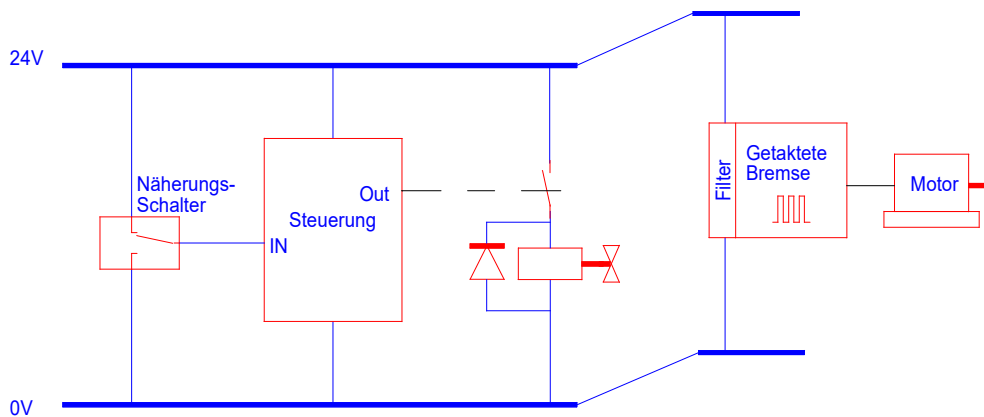 24V
Näherungs-
Schalter
IN
Out
Steuerung
Filter
Getaktete
Bremse
Motor
0V